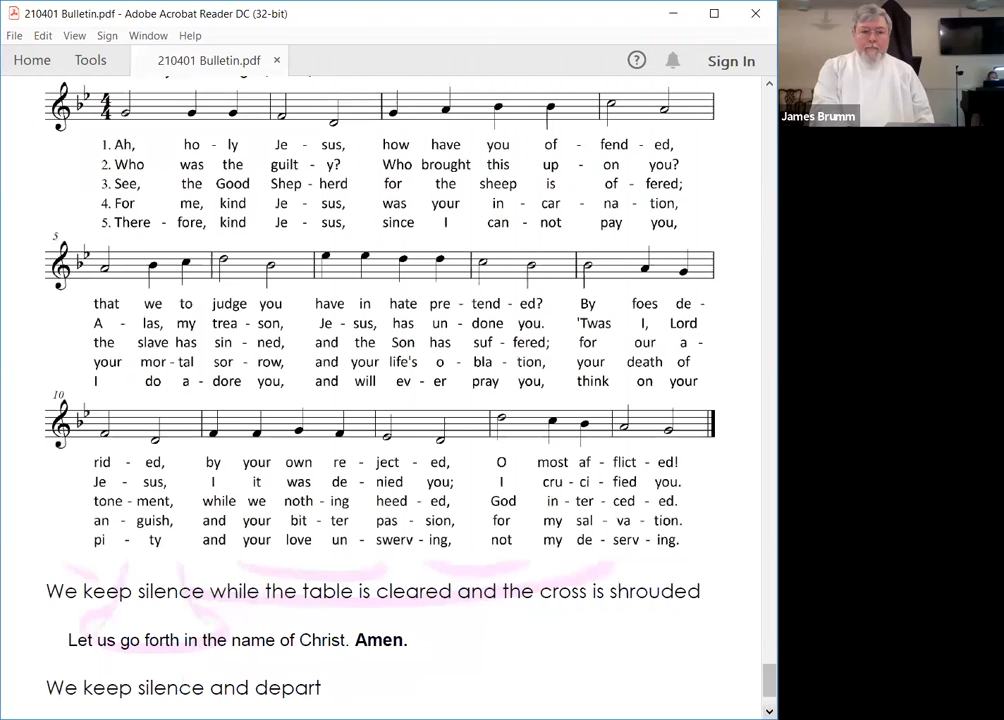 210401 Bulletin.pdf - Adobe Acrobat Reader DC (32-bit)
File Edit View Sign Window Help
Home Tools 210401 Bulletin.pdf × Sign In
1. Ah, ho - ly Je - sus, how have you of - fend - ed,
2. Who was the guilt - y? Who brought this up - on you?
3. See, the Good Shep - herd for the sheep is of - fered;
4. For me, kind Je - sus, was your in - car - na - tion,
5. There - fore, kind Je - sus, since I can - not pay you,
5
that we to judge you have in hate pre - tend - ed? By foes de -
A - las, my trea - son, Je - sus, has un - done you. 'Twas I, Lord
the slave has sin - ned, and the Son has suf - fered; for our a -
your mor - tal sor - row, and your life's o - bla - tion, your death of
I do a - dore you, and will ev - er pray you, think on your
10
rid - ed, by your own re - ject - ed, O most af - flict - ed!
Je - sus, I it was de - nied you; I cru - ci - fied you.
tone - ment, while we noth - ing heed - ed, God in - ter - ced - ed.
an - guish, and your bit - ter pas - sion, for my sal - va - tion.
pi - ty and your love un - swerv - ing, not my de - serv - ing.
We keep silence while the table is cleared and the cross is shrouded
Let us go forth in the name of Christ. Amen.
We keep silence and depart
James Brumm